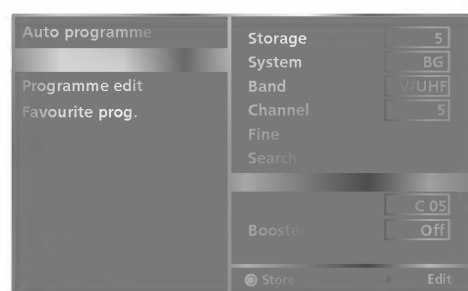 Auto programme
Programme edit
Favourite prog.
Storage 5
System BG
Band V/UHF
Channel 5
Fine
Search
C 05
Booster Off
Store Edit